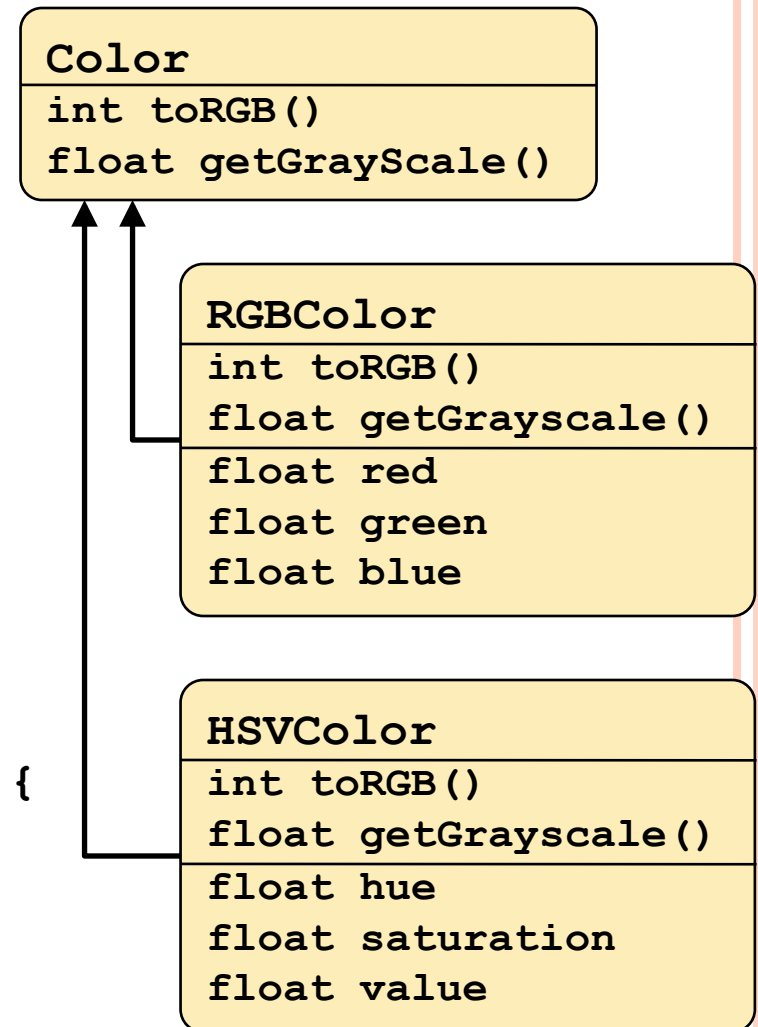 Color
int toRGB()
float getGrayScale()
RGBColor
int toRGB()
float getGrayscale()
float red
float green
float blue
{
HSVColor
int toRGB()
float getGrayscale()
float hue
float saturation
float value